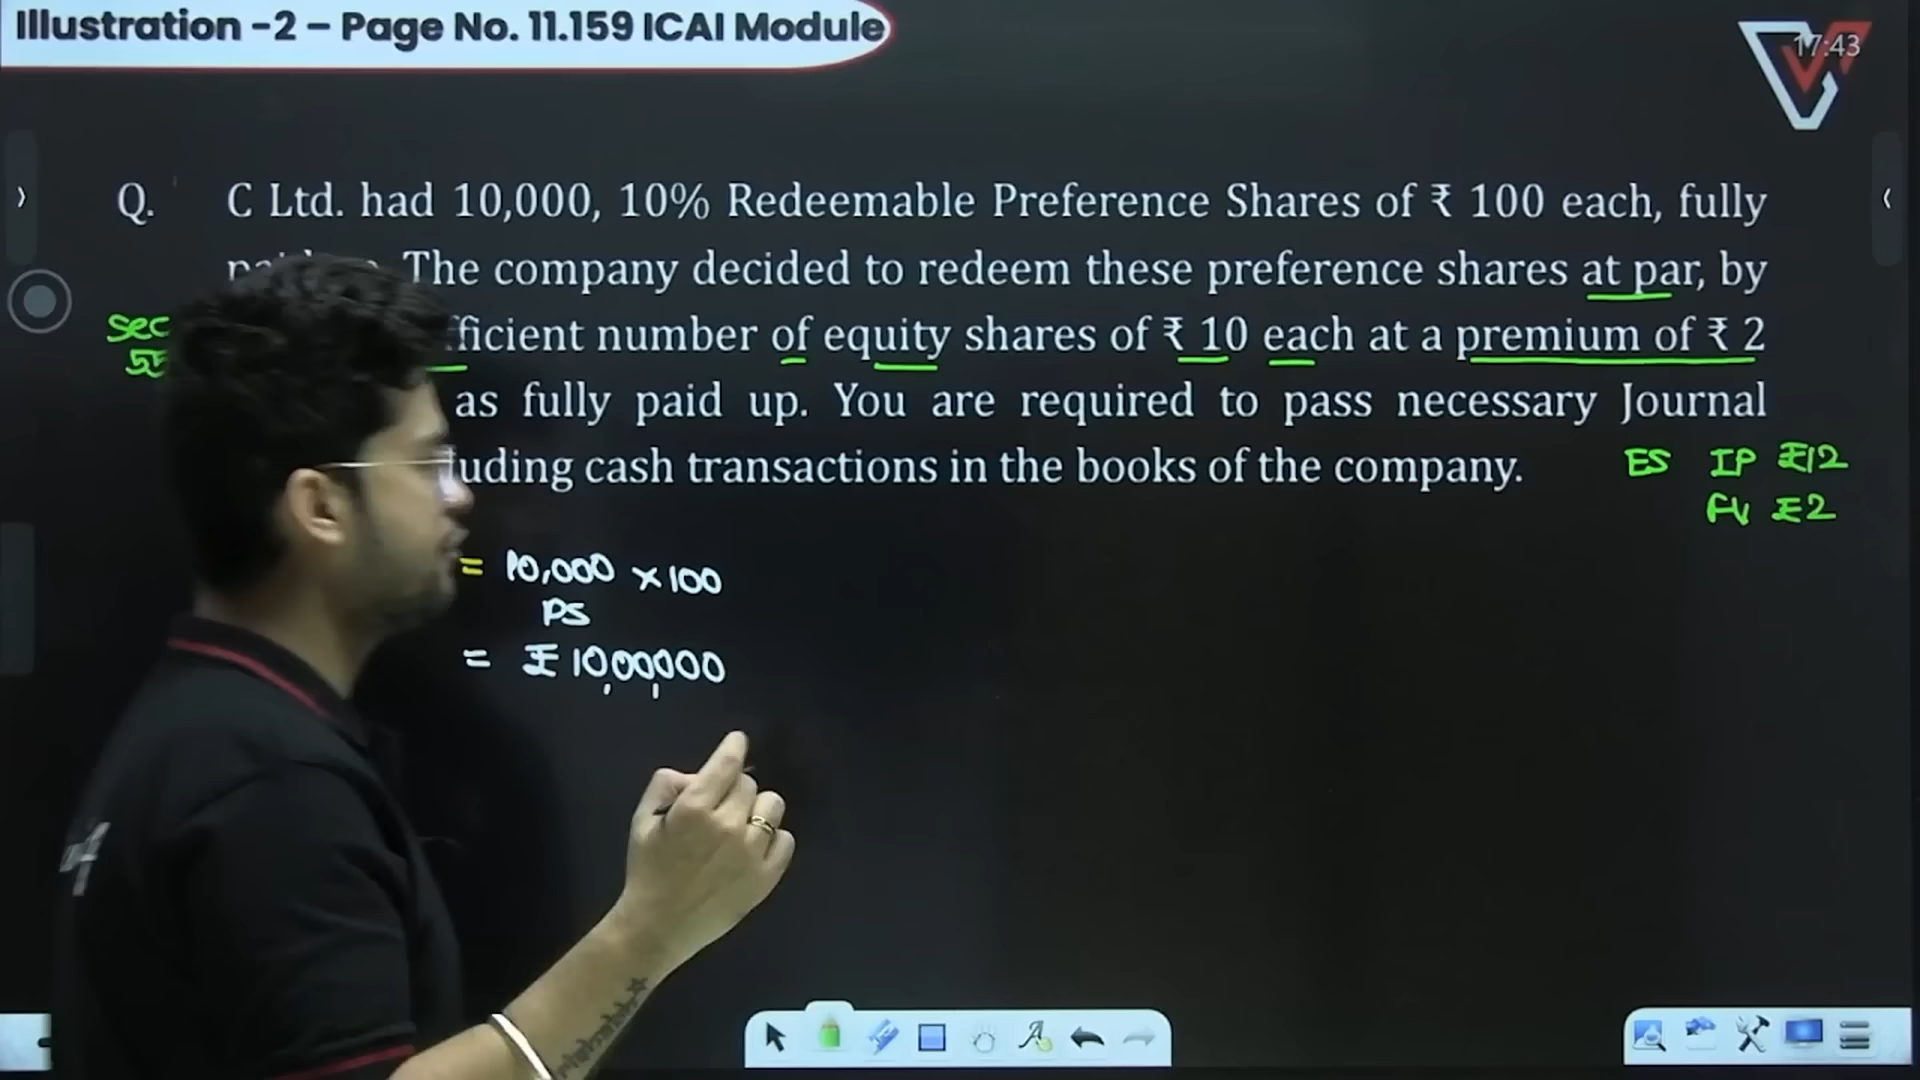 Illustration -2 – Page No. 11.159 ICAI Module
17:43
Q. C Ltd. had 10,000, 10% Redeemable Preference Shares of ₹ 100 each, fully
The company decided to redeem these preference shares at par, by
sec
55
fficient number of equity shares of ₹ 10 each at a premium of ₹ 2
as fully paid up. You are required to pass necessary Journal
uding cash transactions in the books of the company.
ES IP ₹12
FV ₹2
= 10,000 × 100
PS
= ₹ 10,00,000